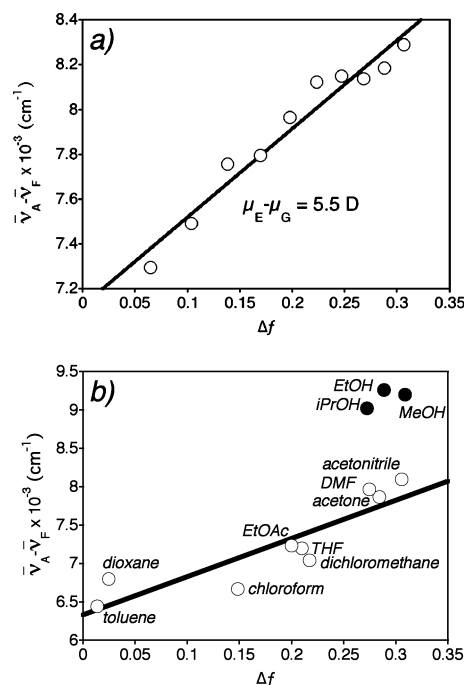 a)
8.4
8.2
8
7.8
7.6
7.4
7.2
ν̄A-ν̄F x 10⁻³ (cm⁻¹)
μE-μG = 5.5 D
0 0.05 0.1 0.15 0.2 0.25 0.3 0.35
Δf
b)
9.5
9
8.5
8
7.5
7
6.5
6
ν̄A-ν̄F x 10⁻³ (cm⁻¹)
EtOH
iPrOH
MeOH
acetonitrile
DMF
acetone
EtOAc
THF
dichloromethane
dioxane
chloroform
toluene
0 0.05 0.1 0.15 0.2 0.25 0.3 0.35
Δf